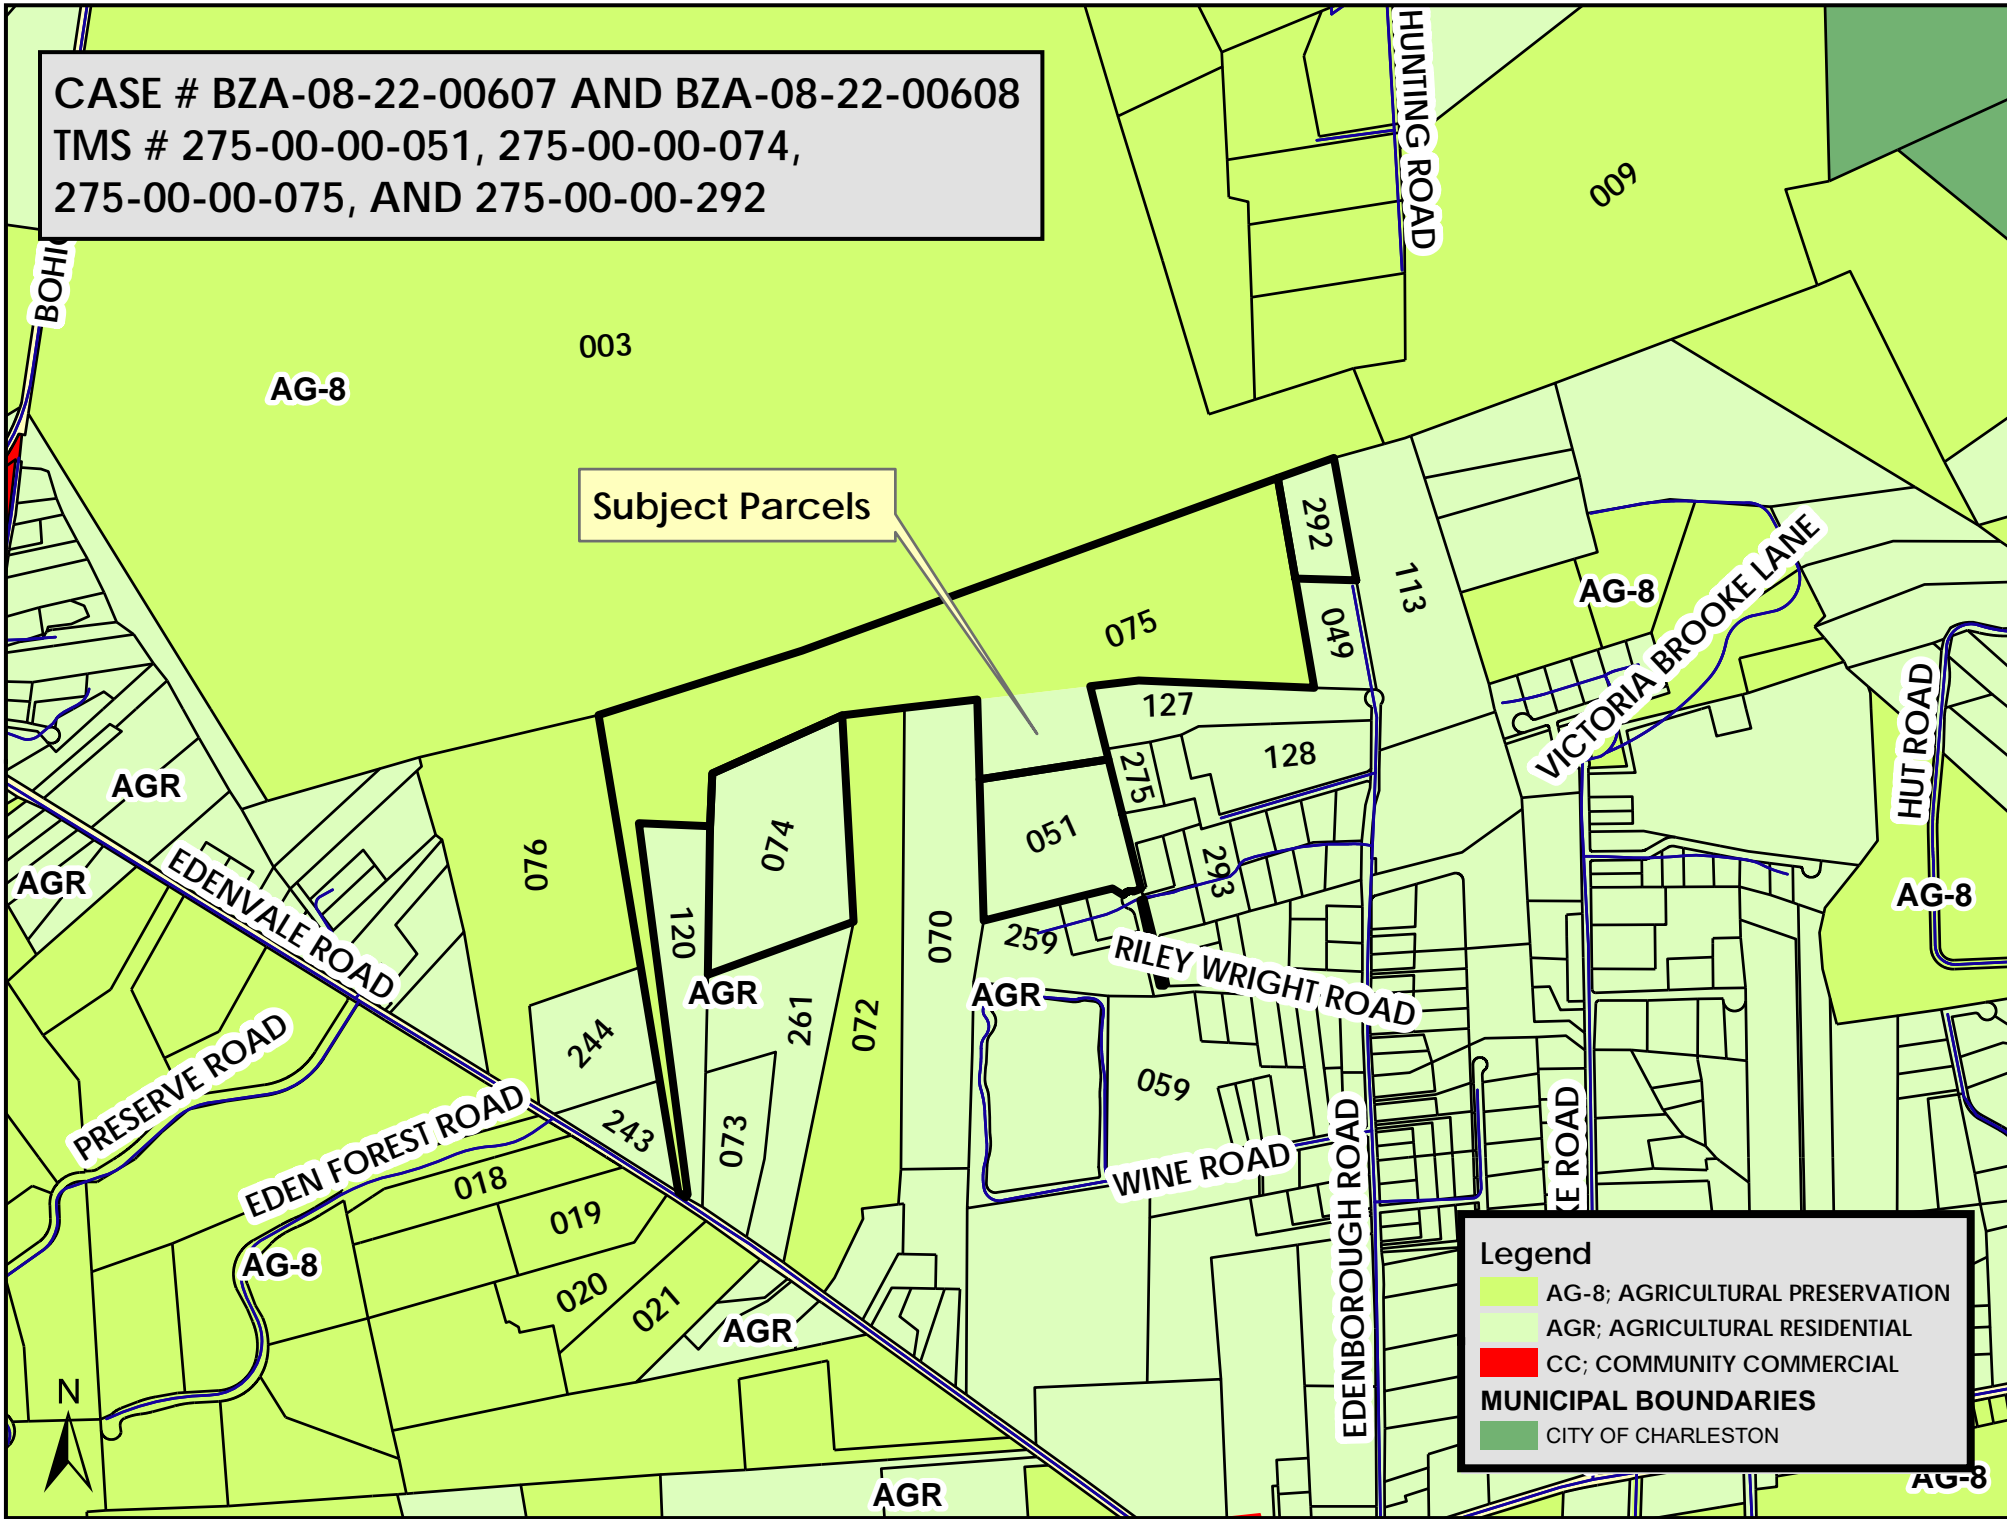 CASE # BZA-08-22-00607 AND BZA-08-22-00608
TMS # 275-00-00-051, 275-00-00-074,
275-00-00-075, AND 275-00-00-292
HUNTING ROAD
009
003
AG-8
Subject Parcels
292
113
049
075
AG-8
VICTORIA BROOKE LANE
HUT ROAD
127
128
275
AGR
AGR
EDENVALE ROAD
076
074
051
293
120
070
259
AG-8
AGR
AGR
RILEY WRIGHT ROAD
261
072
244
059
PRESERVE ROAD
EDEN FOREST ROAD
243
073
018
019
WINE ROAD
EDENBOROUGH ROAD
KE ROAD
AG-8
020
021
AGR
AGR
N
Legend
AG-8; AGRICULTURAL PRESERVATION
AGR; AGRICULTURAL RESIDENTIAL
CC; COMMUNITY COMMERCIAL
MUNICIPAL BOUNDARIES
CITY OF CHARLESTON
AG-8